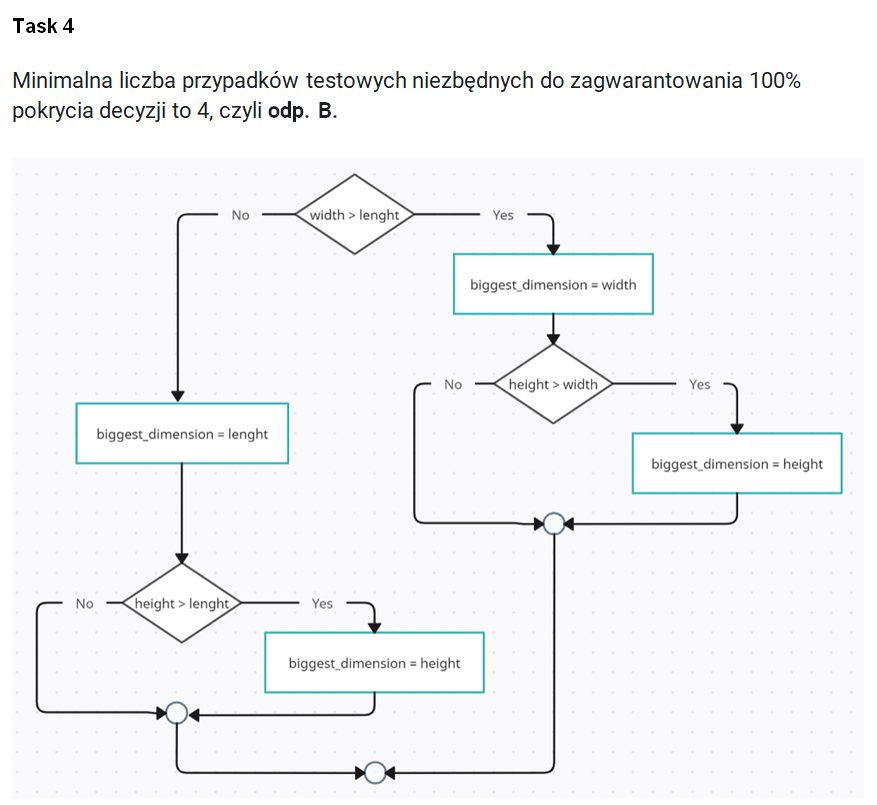 Task 4
Minimalna liczba przypadków testowych niezbędnych do zagwarantowania 100%
pokrycia decyzji to 4, czyli odp. B.
No
width > lenght
Yes
biggest_dimension = width
No
height > width
Yes
biggest_dimension = lenght
biggest_dimension = height
No
height > lenght
Yes
biggest_dimension = height